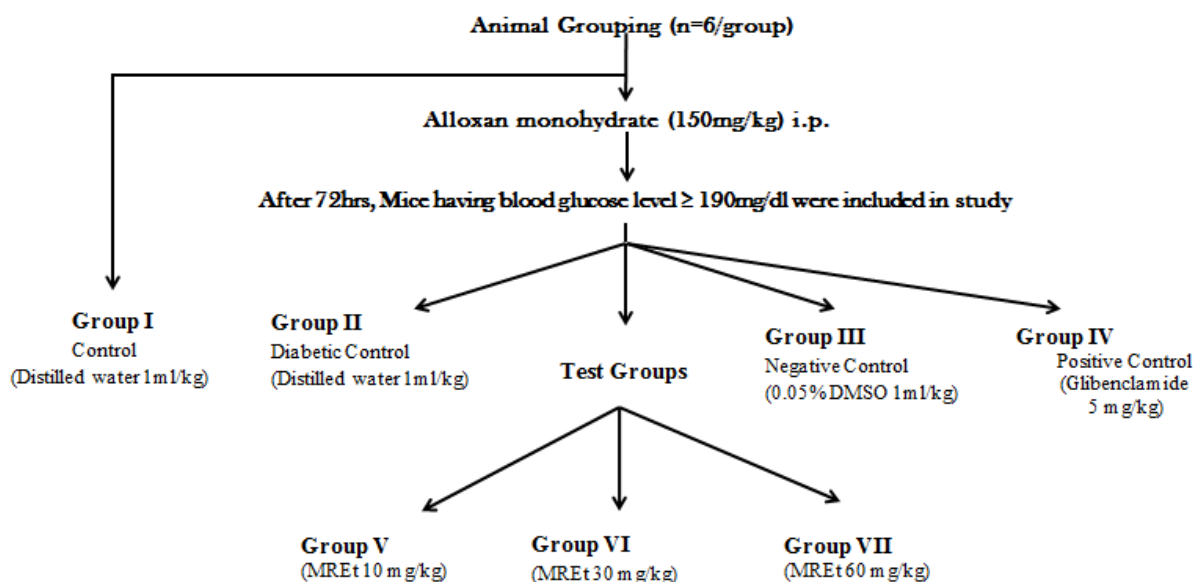 Animal Grouping (n=6/group)
Alloxan monohydrate (150mg/kg) i.p.
After 72hrs, Mice having blood glucose level ≥ 190mg/dl were included in study
Group I
Control
(Distilled water 1ml/kg)
Group II
Diabetic Control
(Distilled water 1ml/kg)
Test Groups
Group III
Negative Control
(0.05% DMSO 1ml/kg)
Group IV
Positive Control
(Glibenclamide
5 mg/kg)
Group V
(MREt 10 mg/kg)
Group VI
(MREt 30 mg/kg)
Group VII
(MREt 60 mg/kg)